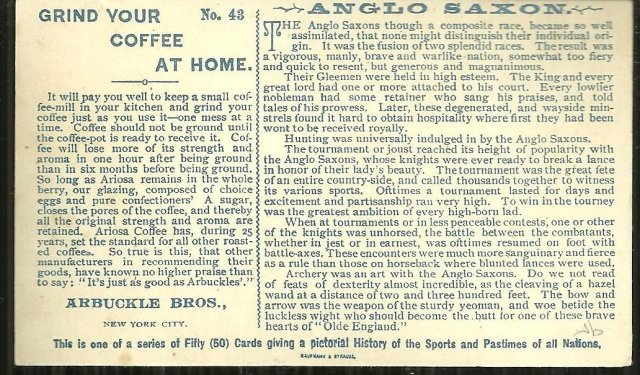 GRIND YOUR No. 43
COFFEE
AT HOME.
It will pay you well to keep a small cof-
fee-mill in your kitchen and grind your
coffee just as you use it—one mess at a
time. Coffee should not be ground until
the coffee-pot is ready to receive it. Cof-
fee will lose more of its strength and
aroma in one hour after being ground
than in six months before being ground.
So long as Ariosa remains in the whole
berry, our glazing, composed of choice
eggs and pure confectioners' A sugar,
closes the pores of the coffee, and thereby
all the original strength and aroma are
retained. Ariosa Coffee has, during 25
years, set the standard for all other roast-
ed coffees. So true is this, that other
manufacturers in recommending their
goods, have known no higher praise than
to say: "It's just as good as Arbuckles'."
ARBUCKLE BROS.,
NEW YORK CITY.
ANGLO SAXON.
THE Anglo Saxons though a composite race, became so well
assimilated, that none might distinguish their individual ori-
gin. It was the fusion of two splendid races. The result was
a vigorous, manly, brave and warlike nation, somewhat too fiery
and quick to resent, but generous and magnanimous.
Their Gleemen were held in high esteem. The King and every
great lord had one or more attached to his court. Every lowlier
nobleman had some retainer who sang his praises, and told
tales of his prowess. Later, these degenerated, and wayside min-
strels found it hard to obtain hospitality where first they had been
wont to be received royally.
Hunting was universally indulged in by the Anglo Saxons.
The tournament or joust reached its height of popularity with
the Anglo Saxons, whose knights were ever ready to break a lance
in honor of their lady's beauty. The tournament was the great fete
of an entire country-side, and called thousands together to witness
its various sports. Ofttimes a tournament lasted for days and
excitement and partisanship ran very high. To win in the tourney
was the greatest ambition of every high-born lad.
When at tournaments or in less peaceable contests, one or other
of the knights was unhorsed, the battle between the combatants,
whether in jest or in earnest, was ofttimes resumed on foot with
battle-axes. These encounters were much more sanguinary and fierce
as a rule than those on horseback where blunted lances were used.
Archery was an art with the Anglo-Saxons. Do we not read
of feats of dexterity almost incredible, as the cleaving of a hazel
wand at a distance of two and three hundred feet. The bow and
arrow was the weapon of the sturdy yeoman, and woe betide the
luckless wight who should become the butt for one of these brave
hearts of "Olde England."
This is one of a series of Fifty (50) Cards giving a pictorial History of the Sports and Pastimes of all Nations.
KAUFMANN & STRAUSS.